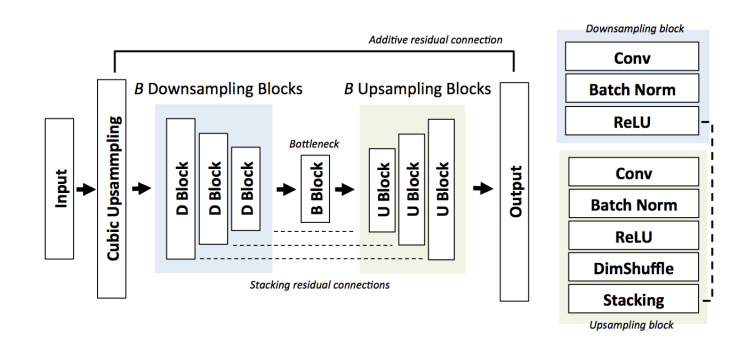 Additive residual connection
B Downsampling Blocks
B Upsampling Blocks
Input
Cubic Upsammpling
D Block
D Block
D Block
Bottleneck
B Block
U Block
U Block
U Block
Output
Stacking residual connections
Downsampling block
Conv
Batch Norm
ReLU
Conv
Batch Norm
ReLU
DimShuffle
Stacking
Upsampling block